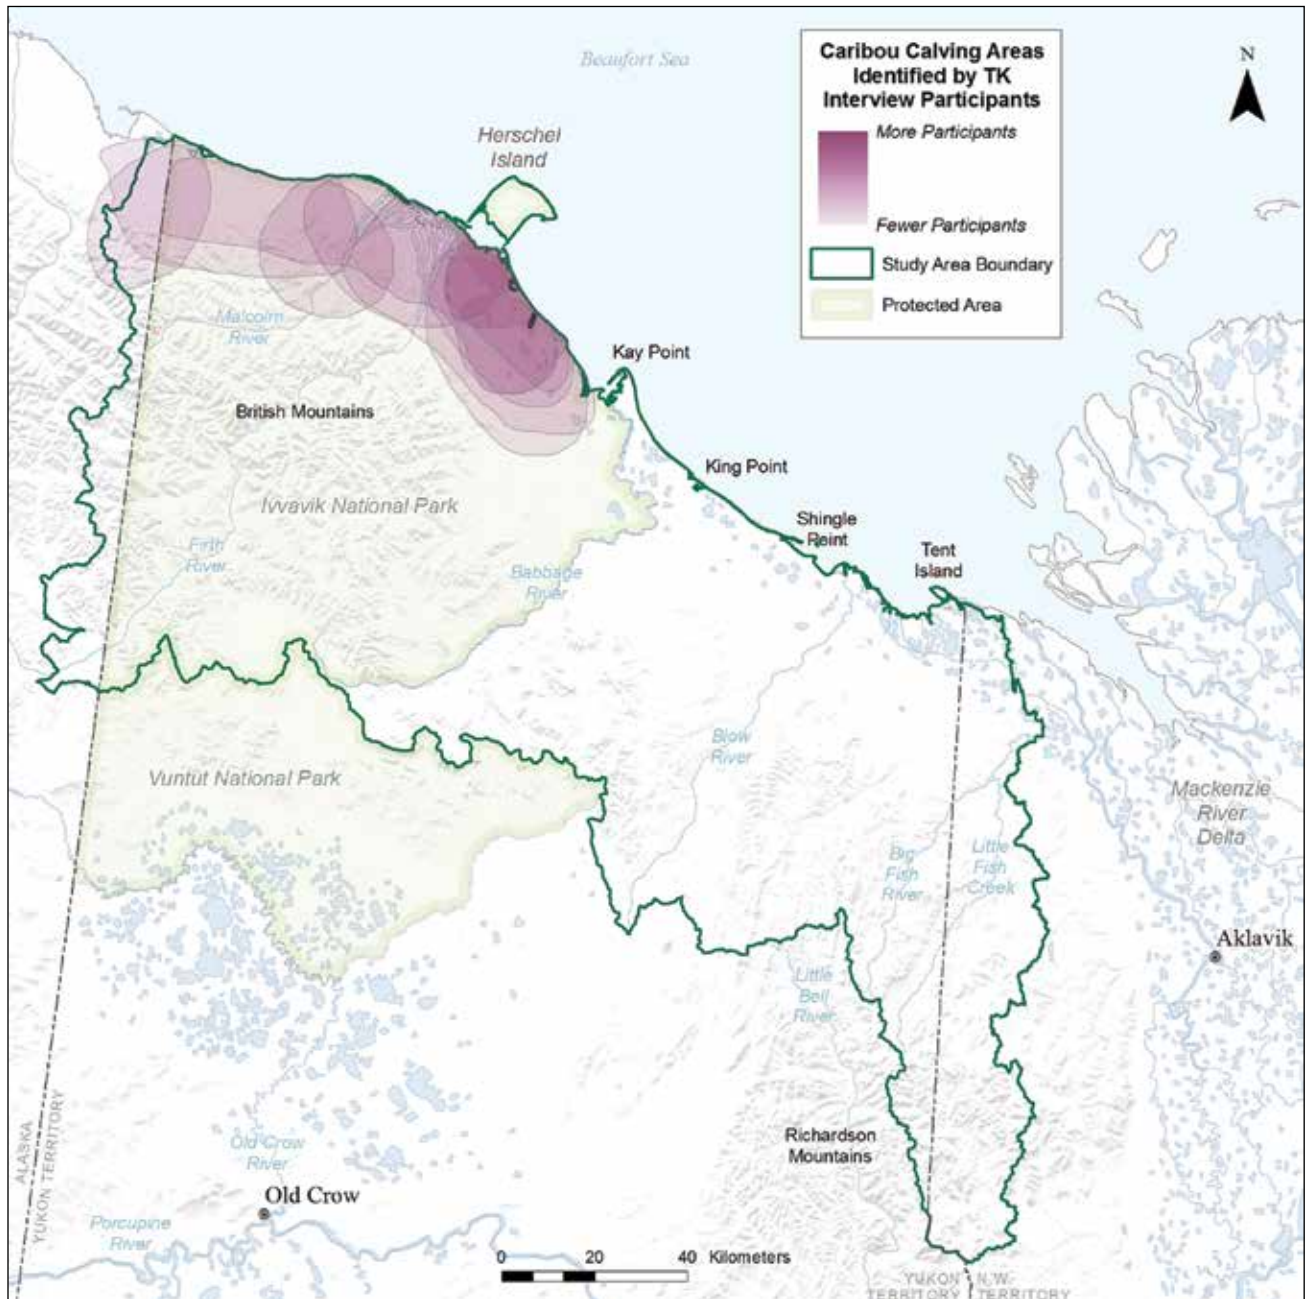 Beaufort Sea
Caribou Calving Areas
Identified by TK
Interview Participants
More Participants
Fewer Participants
Study Area Boundary
Protected Area
N
Herschel
Island
Malcolm
River
Kay Point
British Mountains
King Point
Ivvavik National Park
Shingle
Point
Firth
River
Babbage
River
Tent
Island
Blow
River
Vuntut National Park
Mackenzie
River
Delta
Big
Fish
River
Little
Fish
Creek
Aklavik
Little
Bell
River
Richardson
Mountains
ALASKA
YUKON TERRITORY
Old Crow
River
Old Crow
Porcupine
River
0 20 40 Kilometers
YUKON
TERRITORY
N.W.
TERRITORY